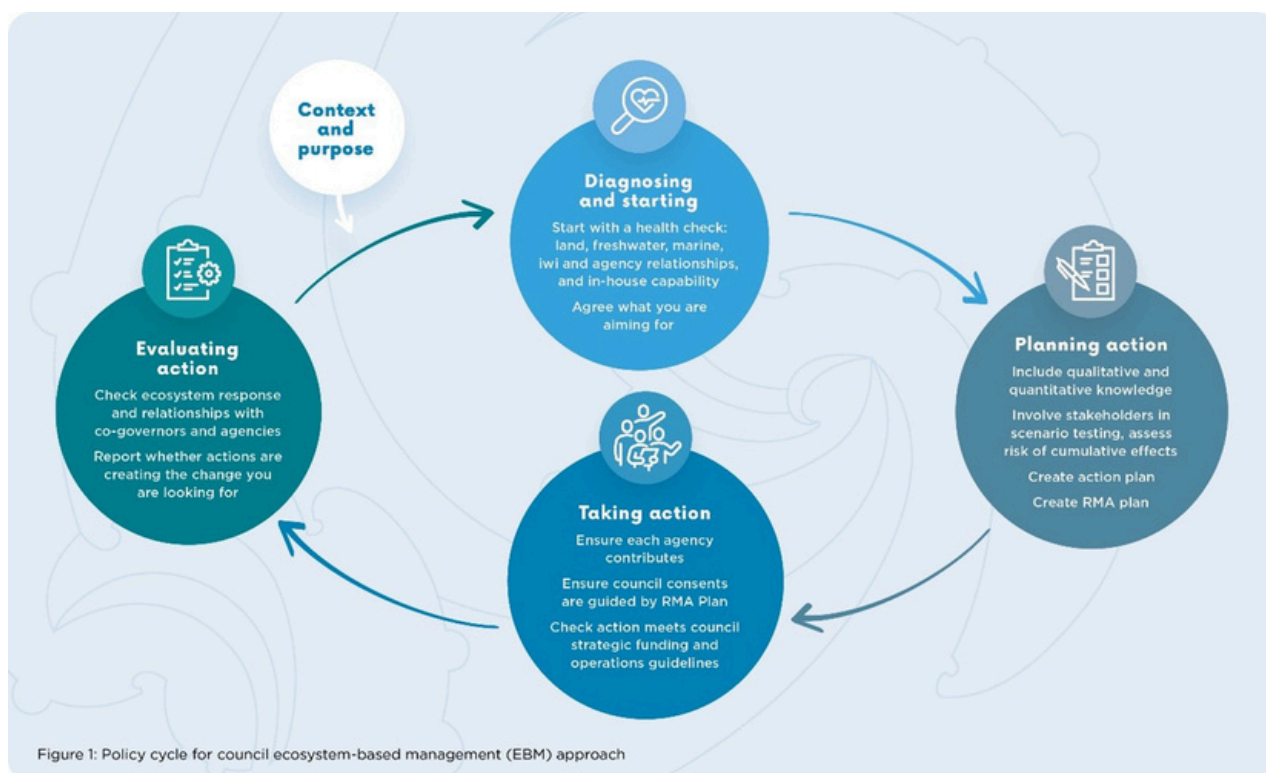 Context
and
purpose
Diagnosing
and starting
Start with a health check:
land, freshwater, marine,
iwi and agency relationships,
and in-house capability
Agree what you are
aiming for
Planning action
Include qualitative and
quantitative knowledge
Involve stakeholders in
scenario testing, assess
risk of cumulative effects
Create action plan
Create RMA plan
Taking action
Ensure each agency
contributes
Ensure council consents
are guided by RMA Plan
Check action meets council
strategic funding and
operations guidelines
Evaluating
action
Check ecosystem response
and relationships with
co-governors and agencies
Report whether actions are
creating the change you
are looking for
Figure 1: Policy cycle for council ecosystem-based management (EBM) approach